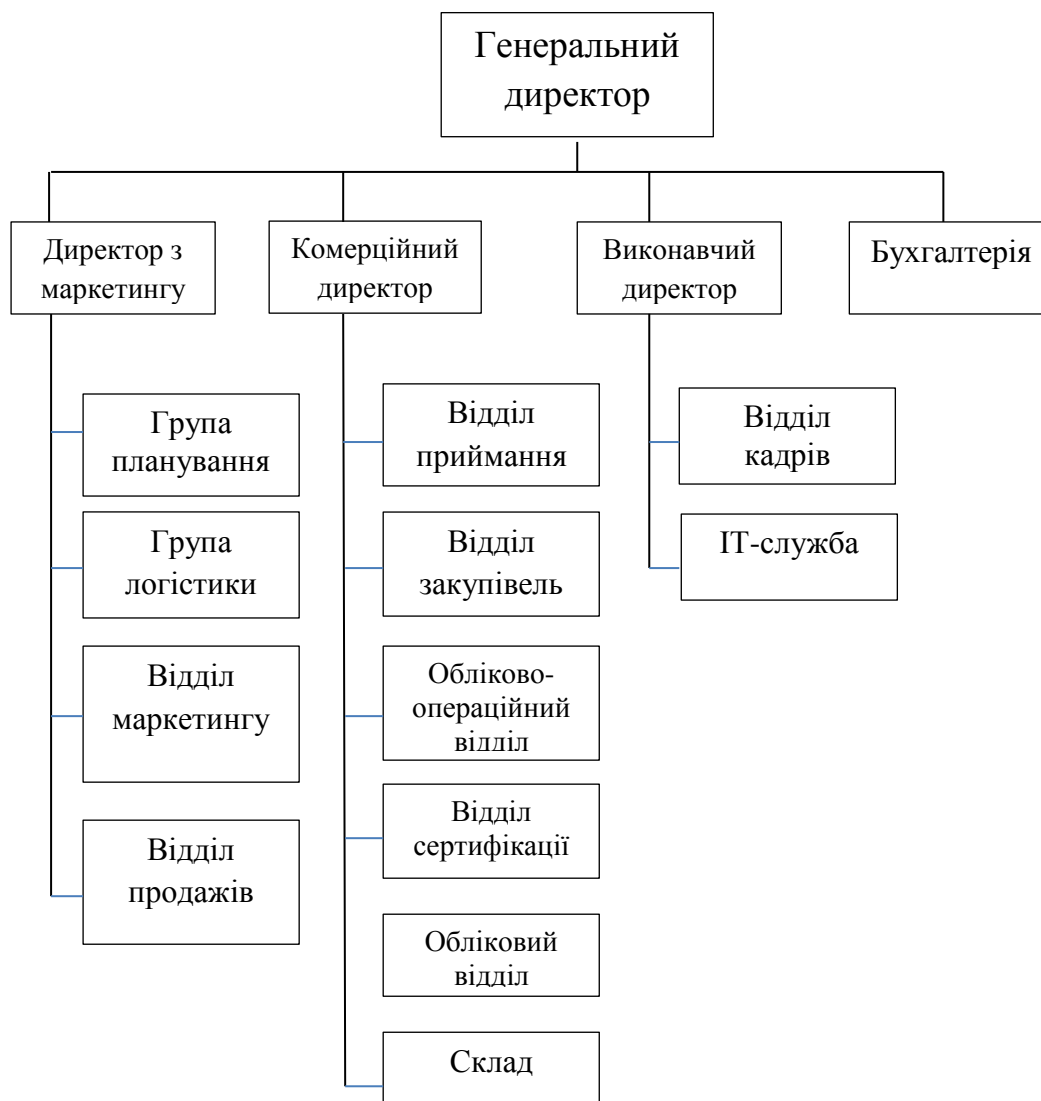 Генеральний
директор
Директор з
маркетингу
Комерційний
директор
Виконавчий
директор
Бухгалтерія
Група
планування
Група
логістики
Відділ
маркетингу
Відділ
продажів
Відділ
приймання
Відділ
закупівель
Обліково-
операційний
відділ
Відділ
сертифікації
Обліковий
відділ
Склад
Відділ
кадрів
ІТ-служба